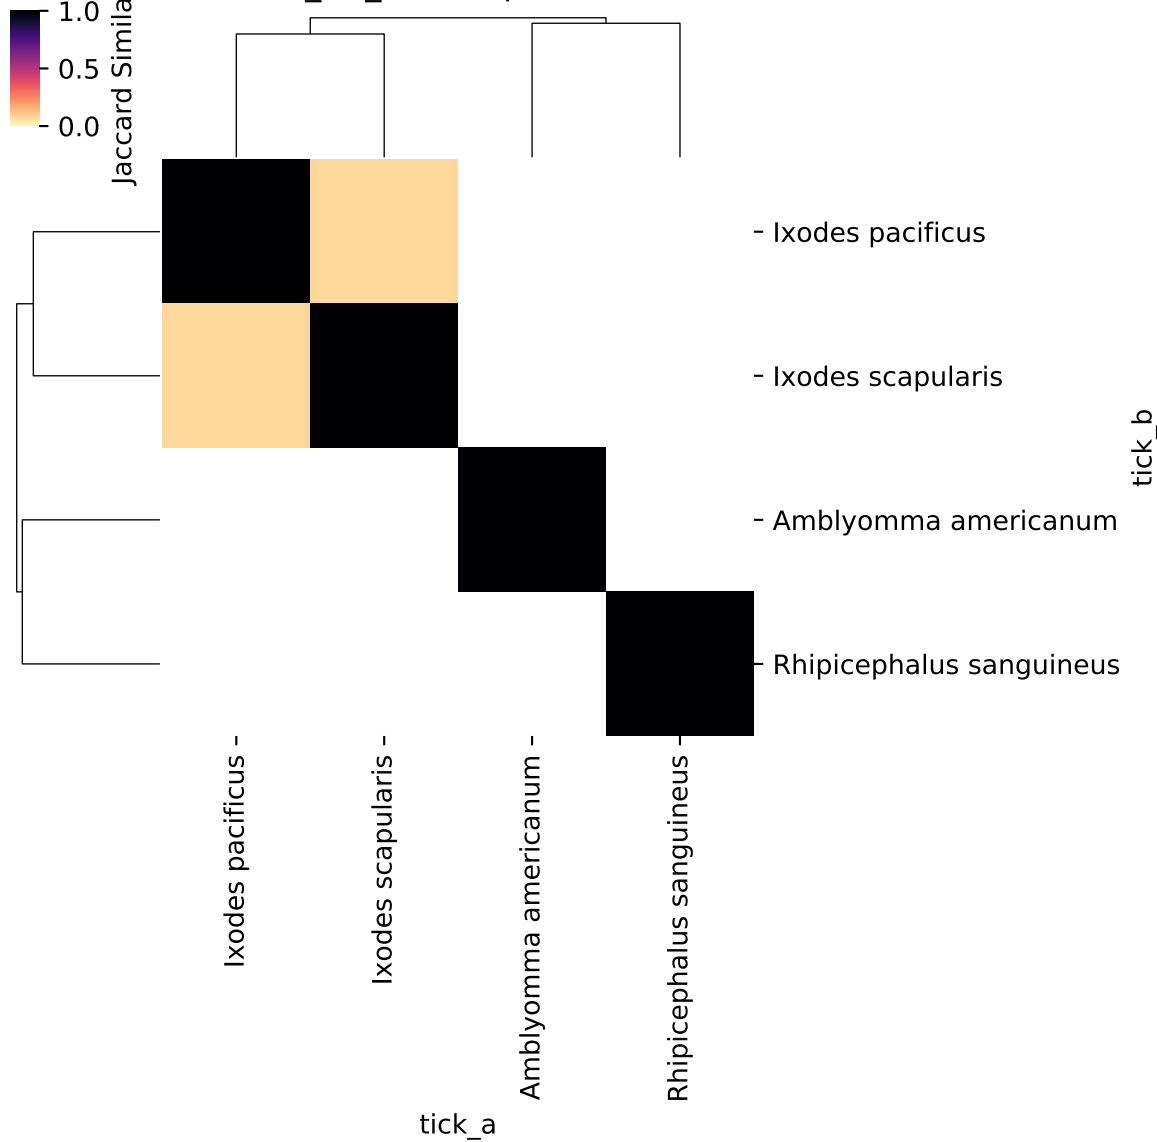 1.0
0.5
0.0
Jaccard Simila
Ixodes pacificus
Ixodes scapularis
Amblyomma americanum
Rhipicephalus sanguineus
tick_b
Ixodes pacificus
Ixodes scapularis
Amblyomma americanum
Rhipicephalus sanguineus
tick_a